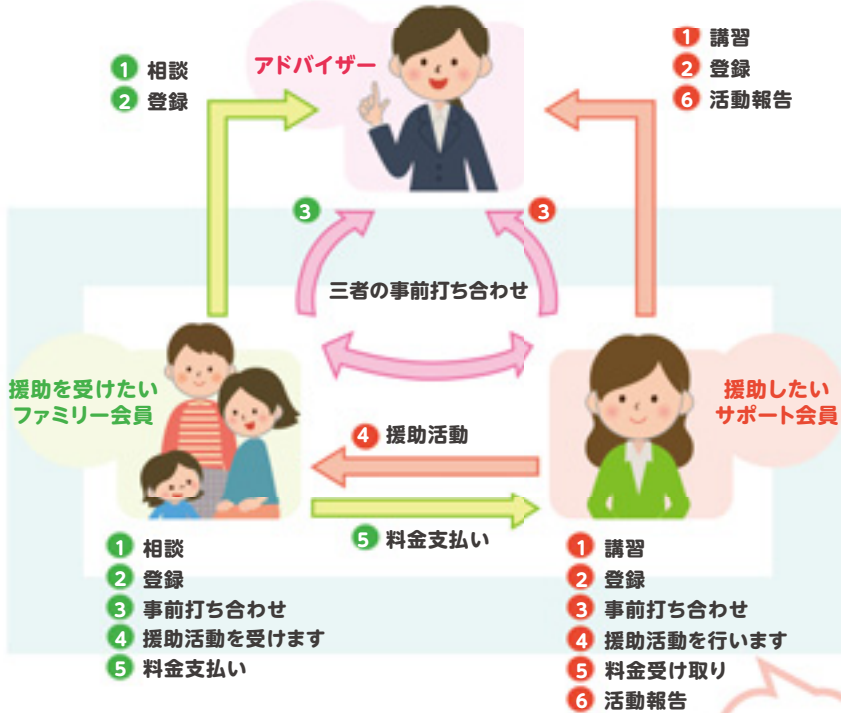 アドバイザー
1 相談
2 登録
1 講習
2 登録
6 活動報告
3
3
三者の事前打ち合わせ
援助を受けたい
ファミリー会員
援助したい
サポート会員
4 援助活動
5 料金支払い
1 相談
2 登録
3 事前打ち合わせ
4 援助活動を受けます
5 料金支払い
1 講習
2 登録
3 事前打ち合わせ
4 援助活動を行います
5 料金受け取り
6 活動報告